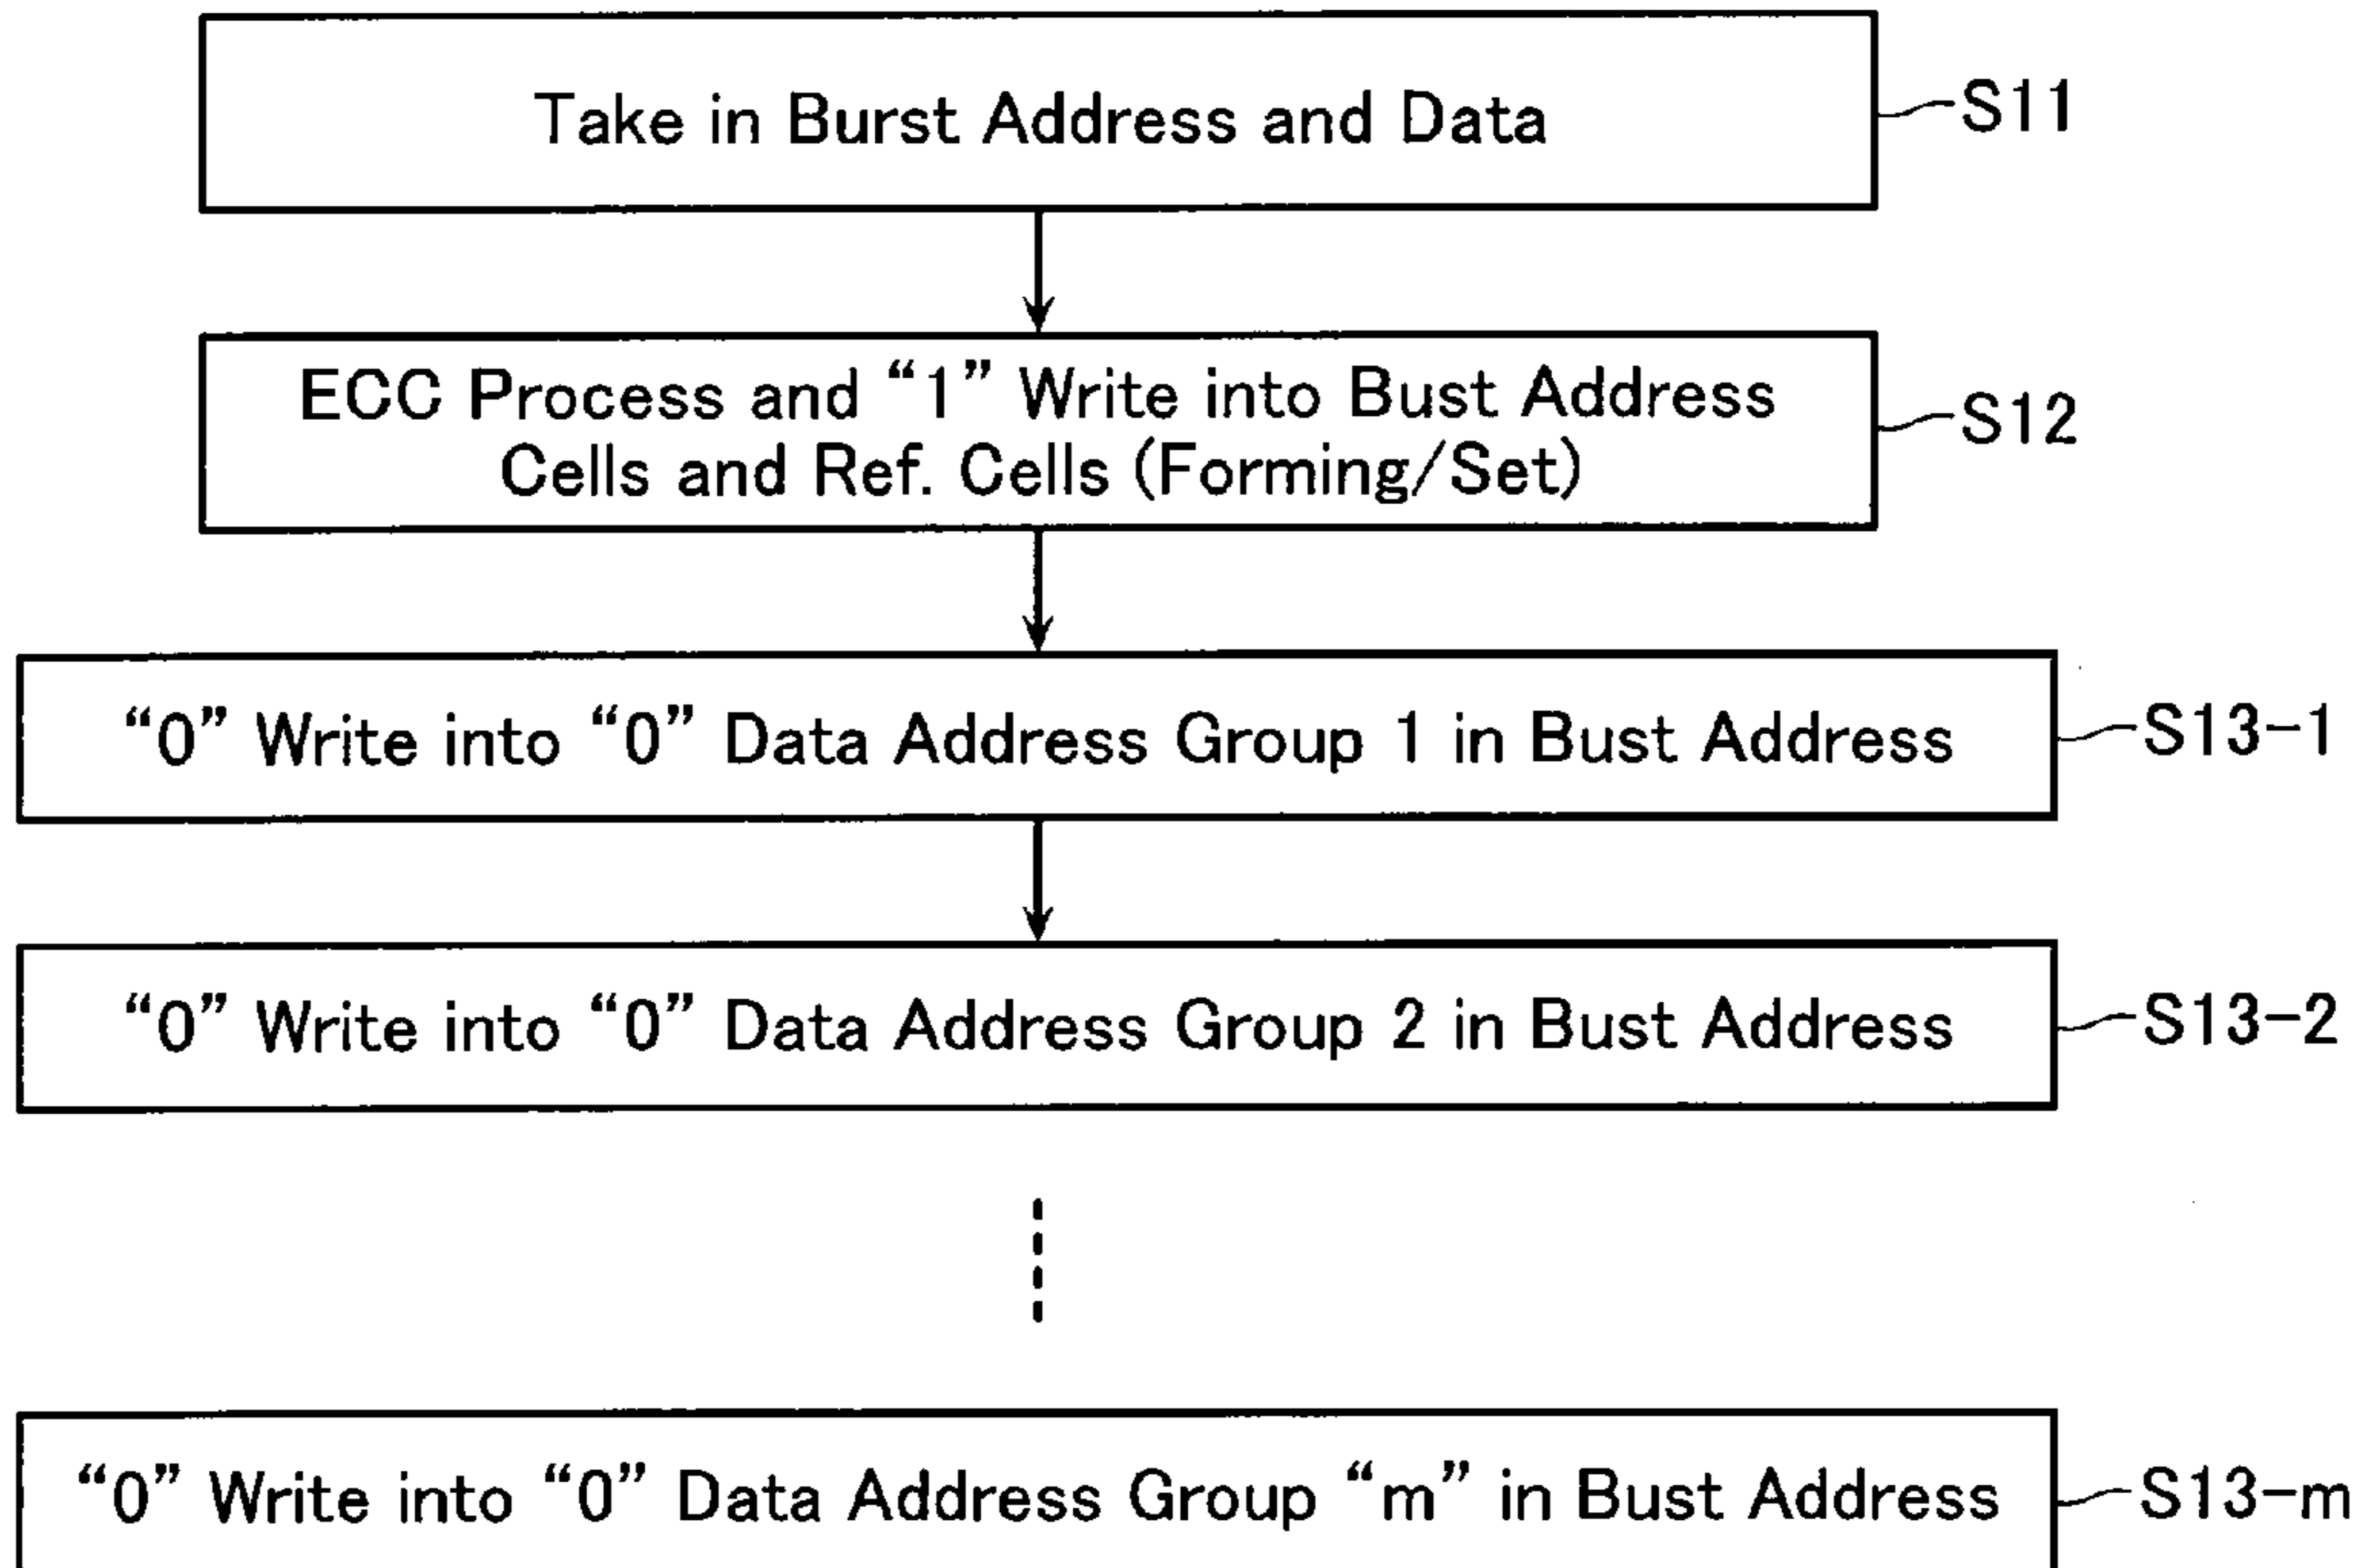 Take in Burst Address and Data
S11
ECC Process and “1” Write into Bust Address
Cells and Ref. Cells (Forming/Set)
S12
“0” Write into “0” Data Address Group 1 in Bust Address
S13-1
“0” Write into “0” Data Address Group 2 in Bust Address
S13-2
“0” Write into “0” Data Address Group “m” in Bust Address
S13-m